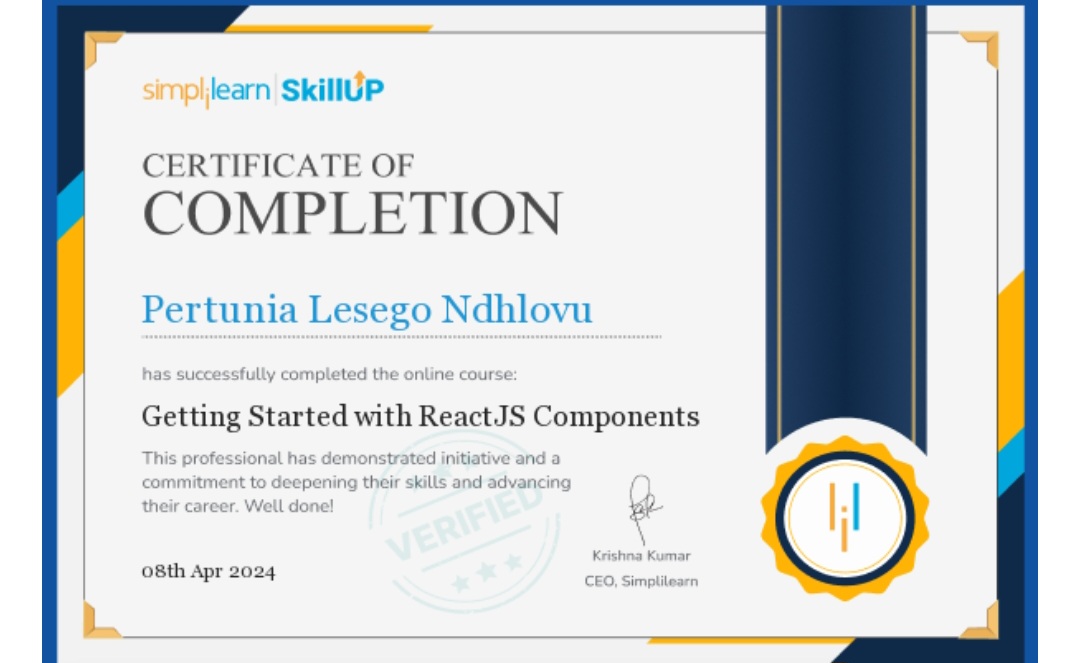 simplilearn | SkillUP
CERTIFICATE OF
COMPLETION
Pertunia Lesego Ndhlovu
has successfully completed the online course:
Getting Started with ReactJS Components
This professional has demonstrated initiative and a
commitment to deepening their skills and advancing
their career. Well done!
VERIFIED
08th Apr 2024
Krishna Kumar
CEO, Simplilearn